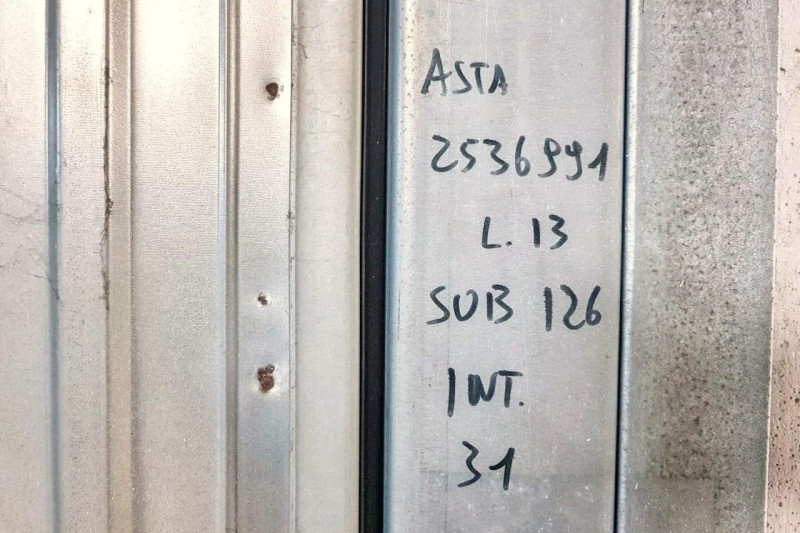 ASTA
2536991
L. 13
SUB 126
INT.
31